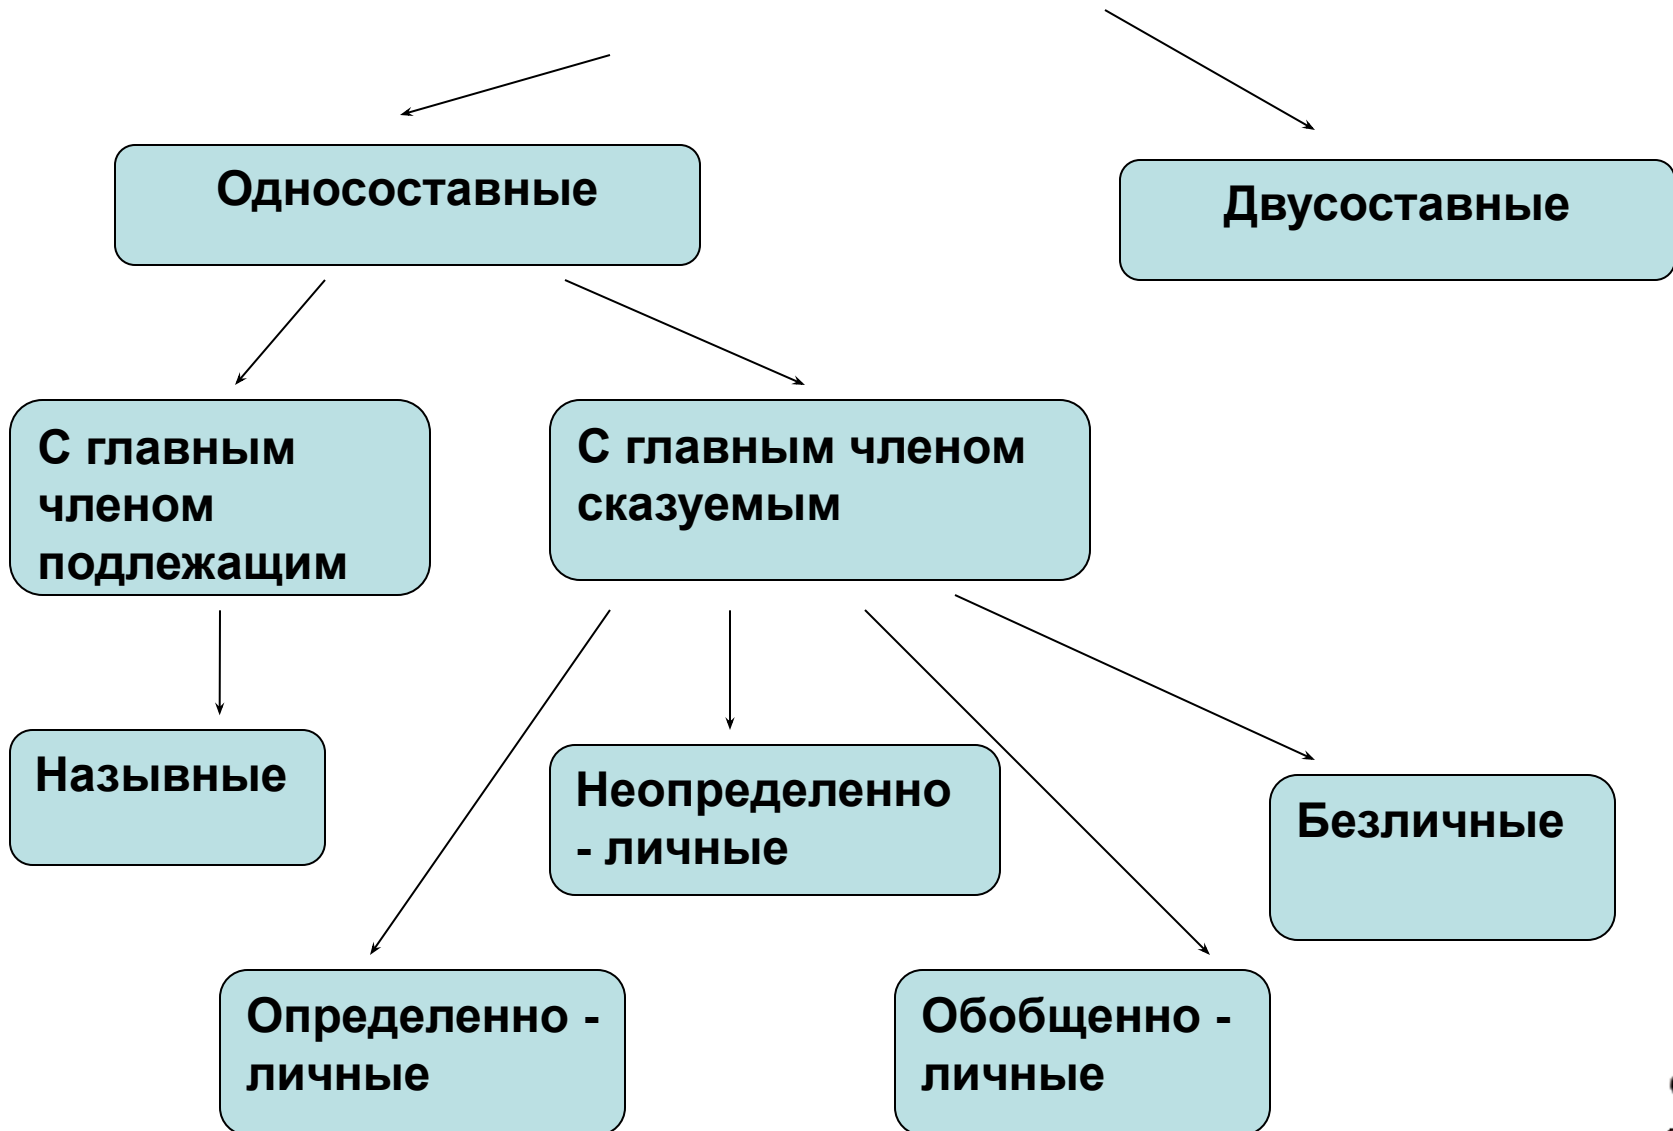 Односоставные
Двусоставные
С главным
членом
подлежащим
С главным членом
сказуемым
Назывные
Неопределенно
- личные
Безличные
Определенно -
личные
Обобщенно -
личные